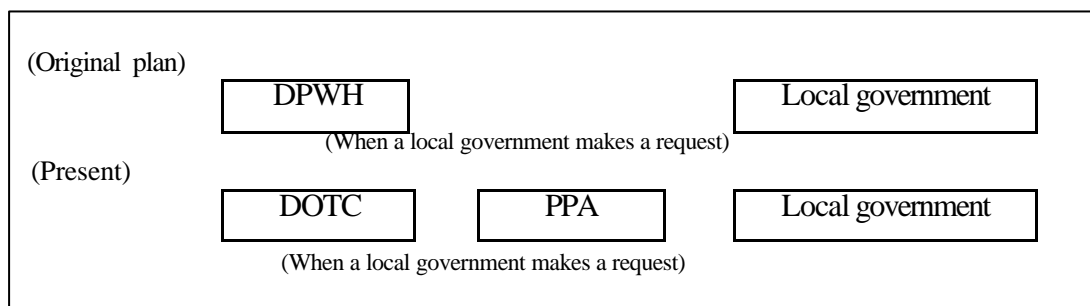 (Original plan)
DPWH Local government
(When a local government makes a request)
(Present)
DOTC PPA Local government
(When a local government makes a request)